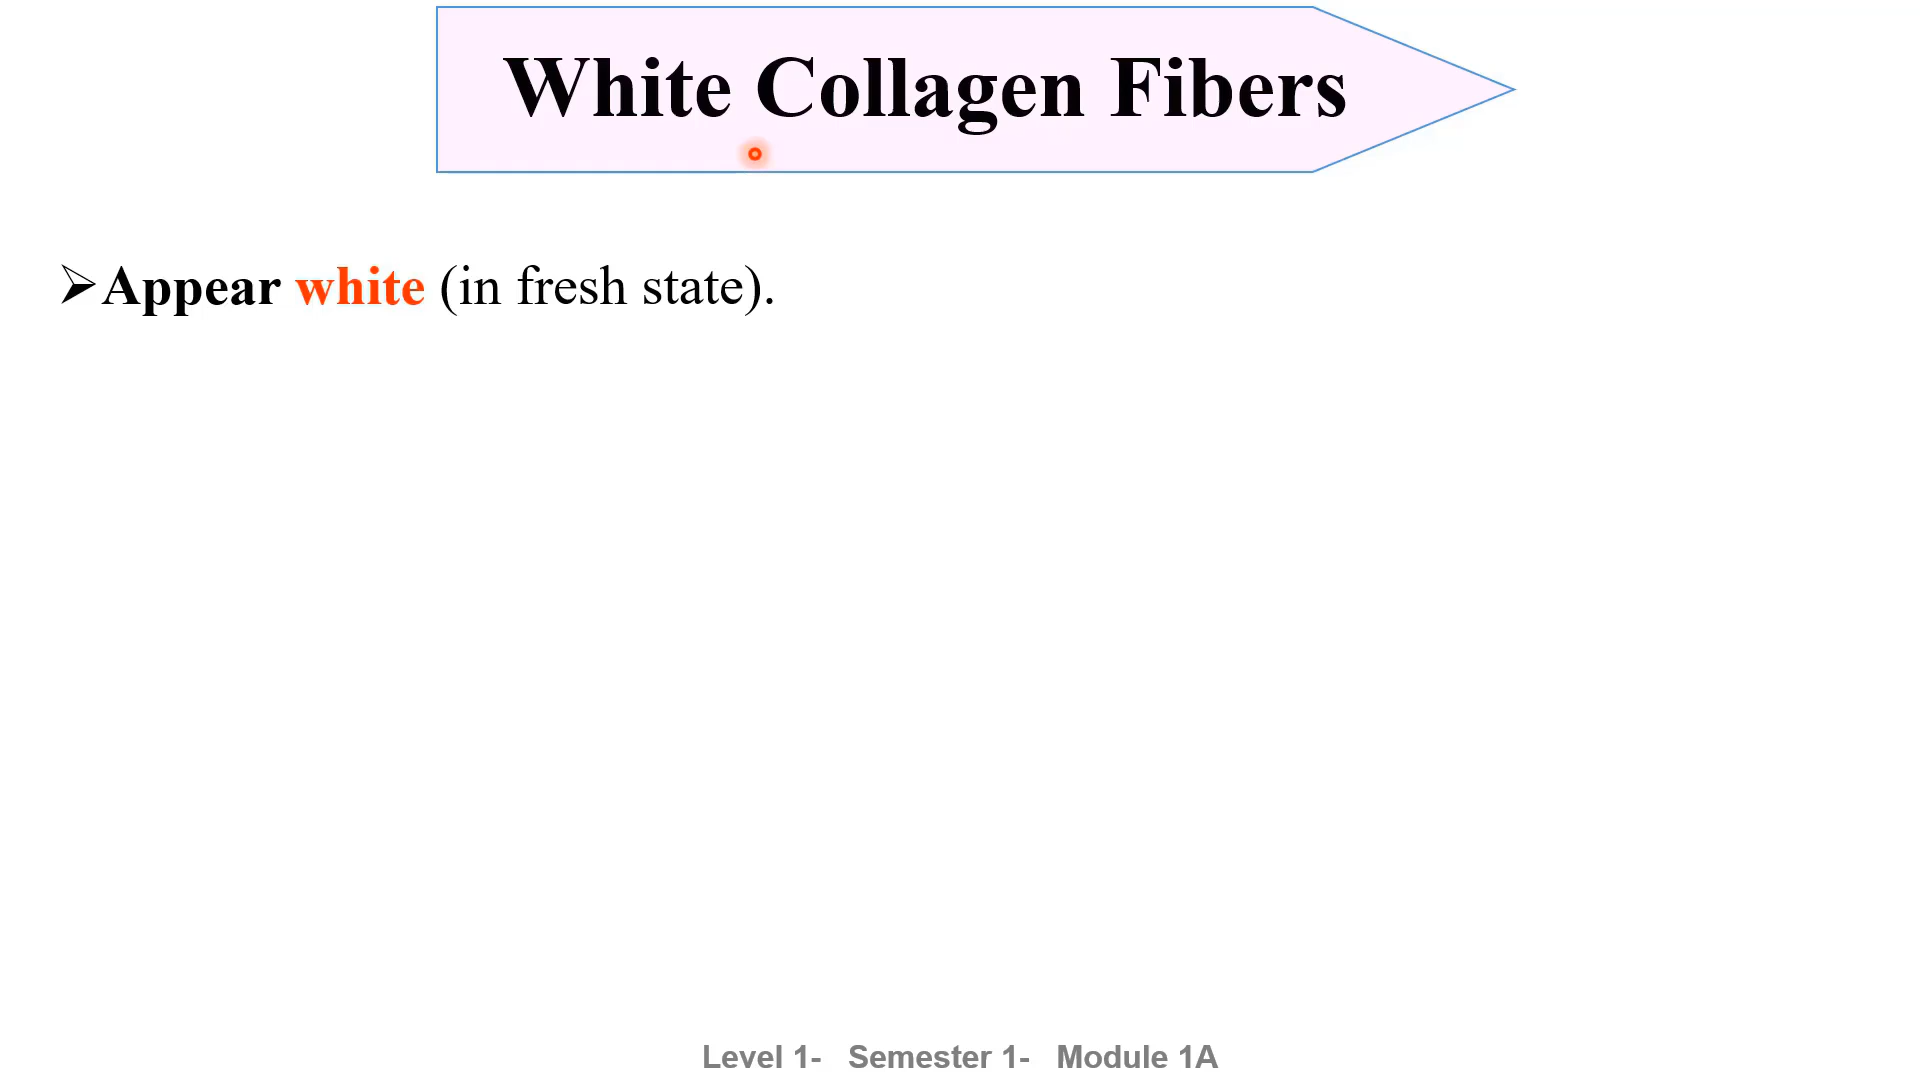 White Collagen Fibers
➢Appear white (in fresh state).
Level 1- Semester 1- Module 1A